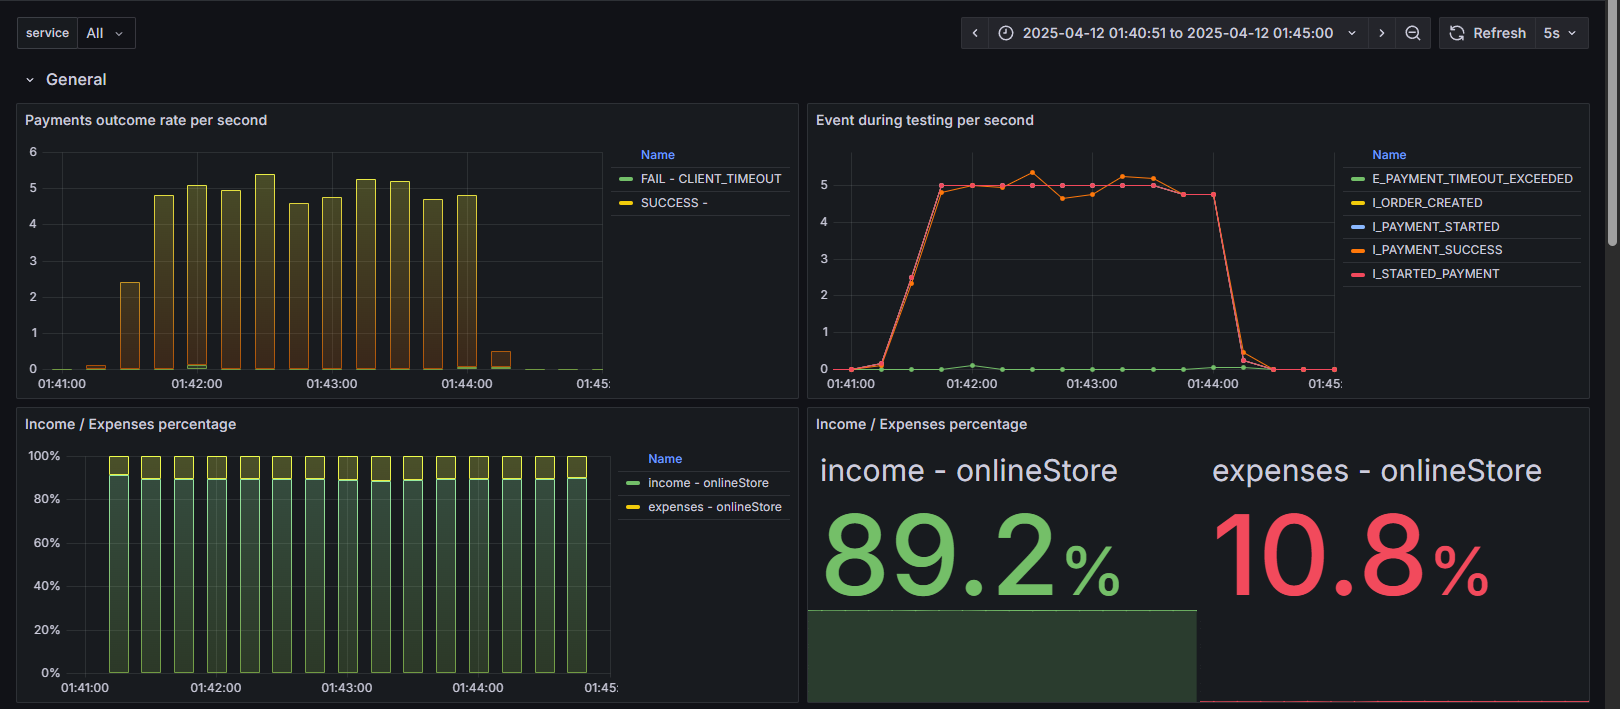 service All
2025-04-12 01:40:51 to 2025-04-12 01:45:00
Refresh 5s
General
Payments outcome rate per second
6
5
4
3
2
1
0
01:41:00 01:42:00 01:43:00 01:44:00 01:45:
Name
FAIL - CLIENT_TIMEOUT
SUCCESS -
Event during testing per second
5
4
3
2
1
0
01:41:00 01:42:00 01:43:00 01:44:00 01:45:
Name
E_PAYMENT_TIMEOUT_EXCEEDED
I_ORDER_CREATED
I_PAYMENT_STARTED
I_PAYMENT_SUCCESS
I_STARTED_PAYMENT
Income / Expenses percentage
100%
80%
60%
40%
20%
0%
01:41:00 01:42:00 01:43:00 01:44:00 01:45:
Name
income - onlineStore
expenses - onlineStore
Income / Expenses percentage
income - onlineStore
89.2%
expenses - onlineStore
10.8%